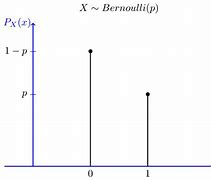 X ∼ Bernoulli(p)
P_X(x)
1 − p
p
0 1